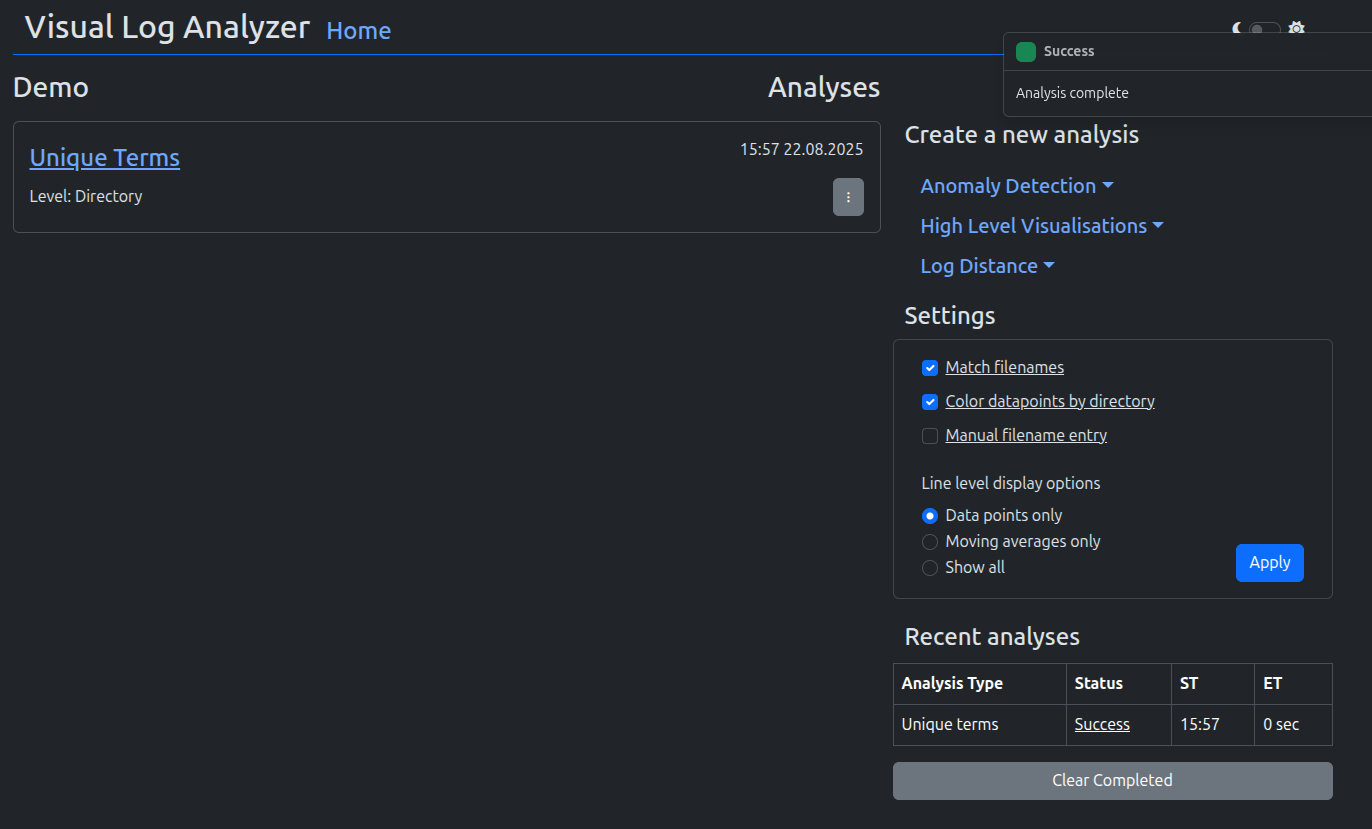 Visual Log Analyzer Home
Success
Analysis complete
Demo
Analyses
Unique Terms
15:57 22.08.2025
Level: Directory
Create a new analysis
Anomaly Detection
High Level Visualisations
Log Distance
Settings
Match filenames
Color datapoints by directory
Manual filename entry
Line level display options
Data points only
Moving averages only
Show all
Apply
Recent analyses
Analysis Type Status ST ET
Unique terms Success 15:57 0 sec
Clear Completed